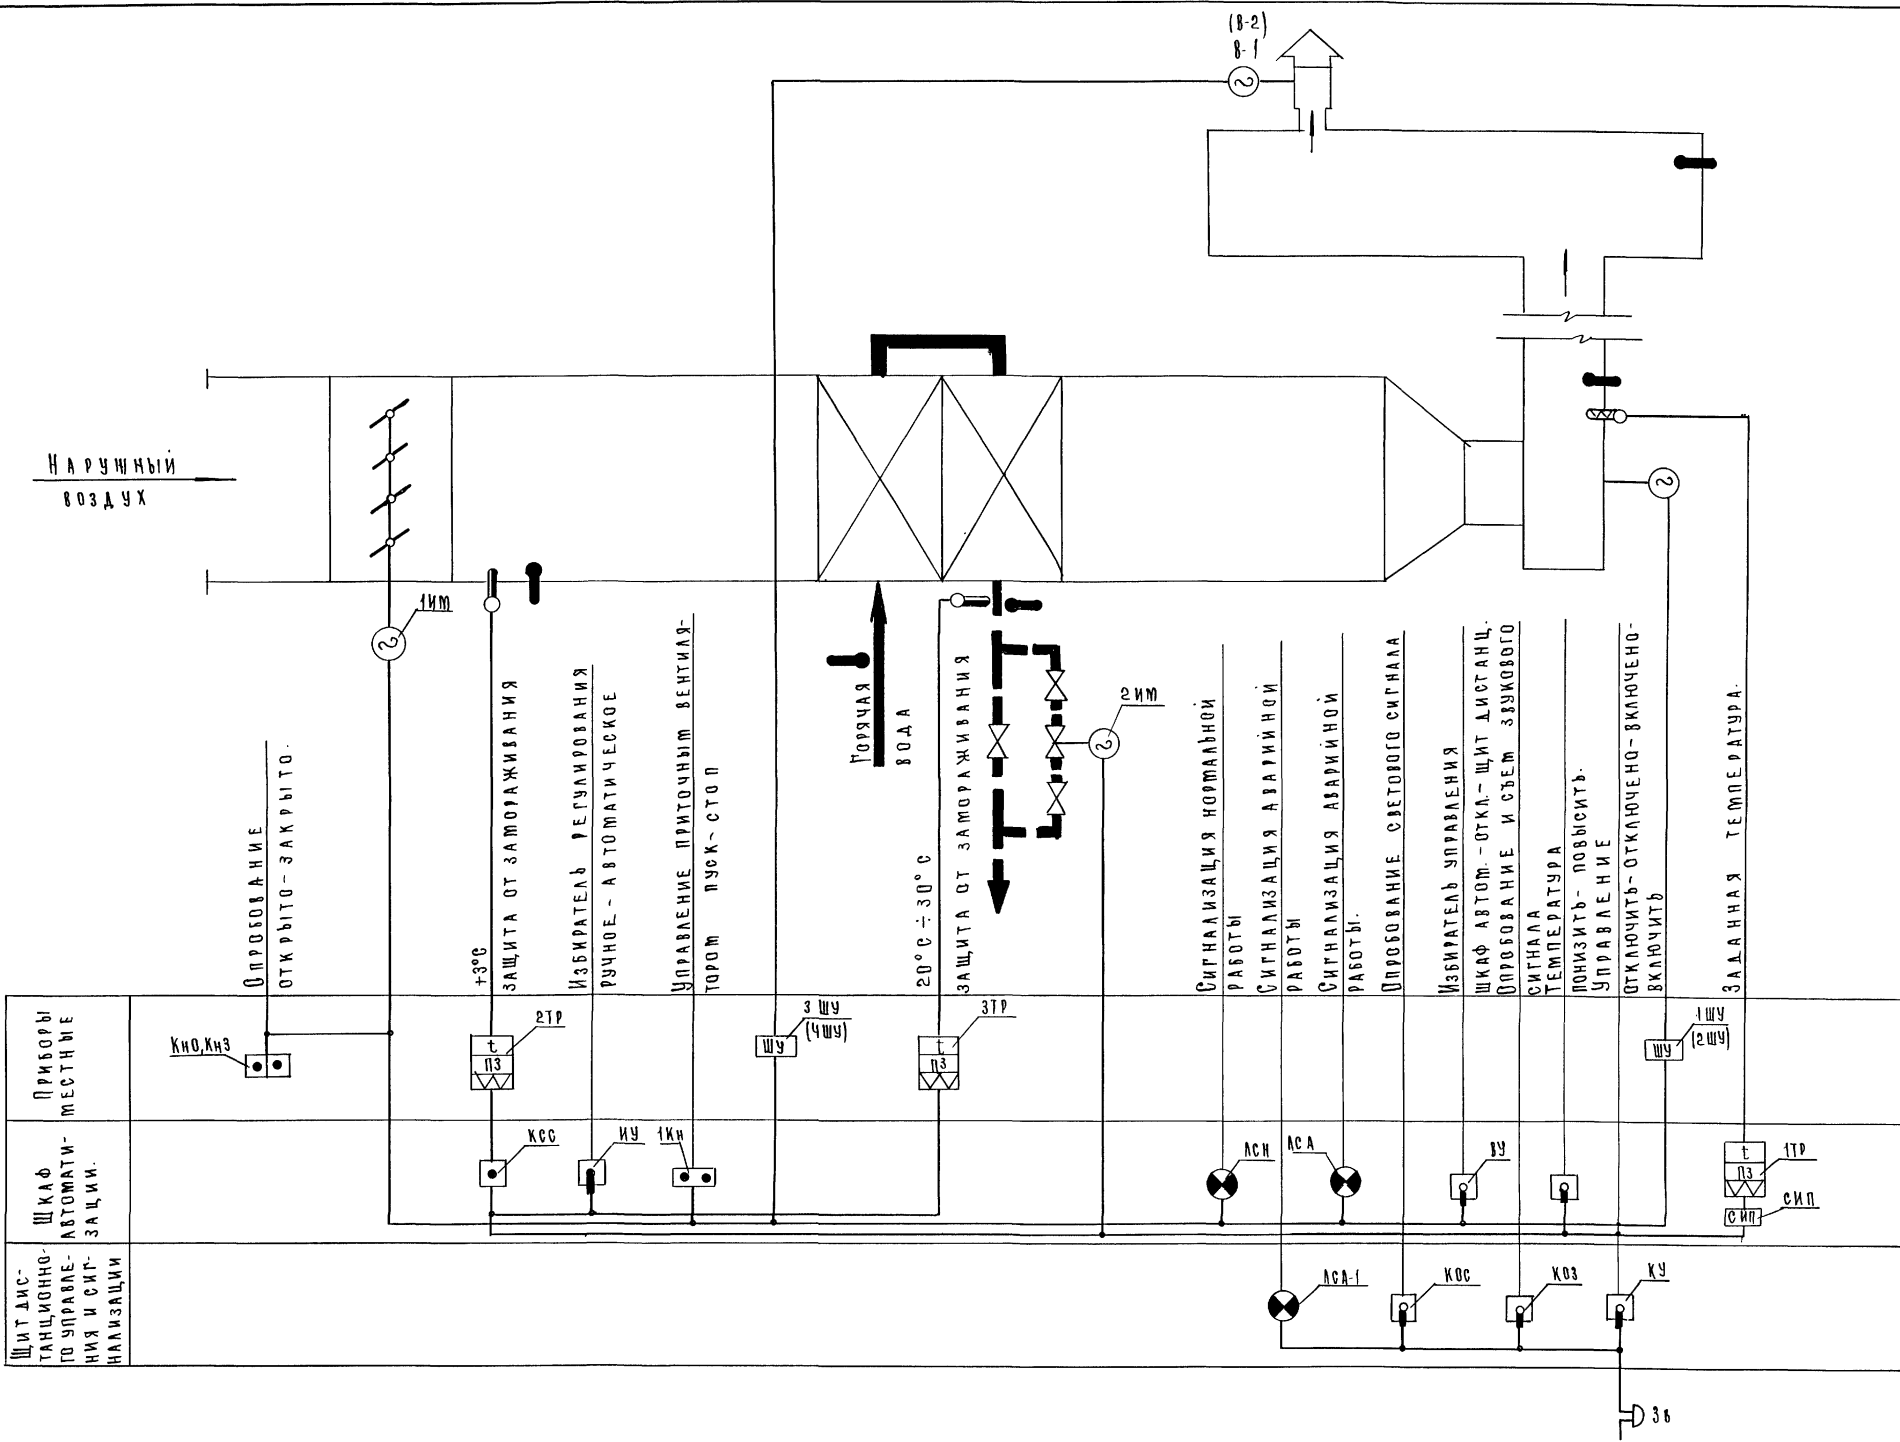 (В-2)
В-1
НАРУЖНЫЙ
ВОЗДУХ
1ИМ
2ИМ
ГОРЯЧАЯ
ВОДА
ОПРОБОВАНИЕ
ОТКРЫТО-ЗАКРЫТО.
+3°С
ЗАЩИТА ОТ ЗАМОРАЖИВАНИЯ
ИЗБИРАТЕЛЬ РЕГУЛИРОВАНИЯ
РУЧНОЕ-АВТОМАТИЧЕСКОЕ
УПРАВЛЕНИЕ ПРИТОЧНЫМ ВЕНТИЛЯ-
ТОРОМ ПУСК-СТОП
20°С÷30°С
ЗАЩИТА ОТ ЗАМОРАЖИВАНИЯ
СИГНАЛИЗАЦИЯ НОРМАЛЬНОЙ
РАБОТЫ
СИГНАЛИЗАЦИЯ АВАРИЙНОЙ
РАБОТЫ
СИГНАЛИЗАЦИЯ АВАРИЙНОЙ
РАБОТЫ.
ОПРОБОВАНИЕ СВЕТОВОГО СИГНАЛА
ИЗБИРАТЕЛЬ УПРАВЛЕНИЯ
ШКАФ АВТОМ.-ОТКЛ.-ЩИТ ДИСТАНЦ.
ОПРОБОВАНИЕ И СЪЕМ ЗВУКОВОГО
СИГНАЛА
ТЕМПЕРАТУРА
ПОНИЗИТЬ-ПОВЫСИТЬ.
УПРАВЛЕНИЕ
ОТКЛЮЧИТЬ-ОТКЛЮЧЕНО-ВКЛЮЧЕНО-
ВКЛЮЧИТЬ
ЗАДАННАЯ ТЕМПЕРАТУРА.
ПРИБОРЫ
МЕСТНЫЕ
КнО, КнЗ
t
ПЗ
2ТР
ШУ
3 ШУ
(4ШУ)
t
ПЗ
3ТР
ШУ
1ШУ
(2ШУ)
ШКАФ
АВТОМАТИ-
ЗАЦИИ.
КСС
ИУ
1Кн
ЛСН
ЛСА
ВУ
t
ПЗ
1ТР
СИП
СИП
ЩИТ ДИС-
ТАНЦИОННО-
ГО УПРАВЛЕ-
НИЯ И СИГ-
НАЛИЗАЦИИ
ЛСА-1
КОС
КОЗ
КУ
Зв